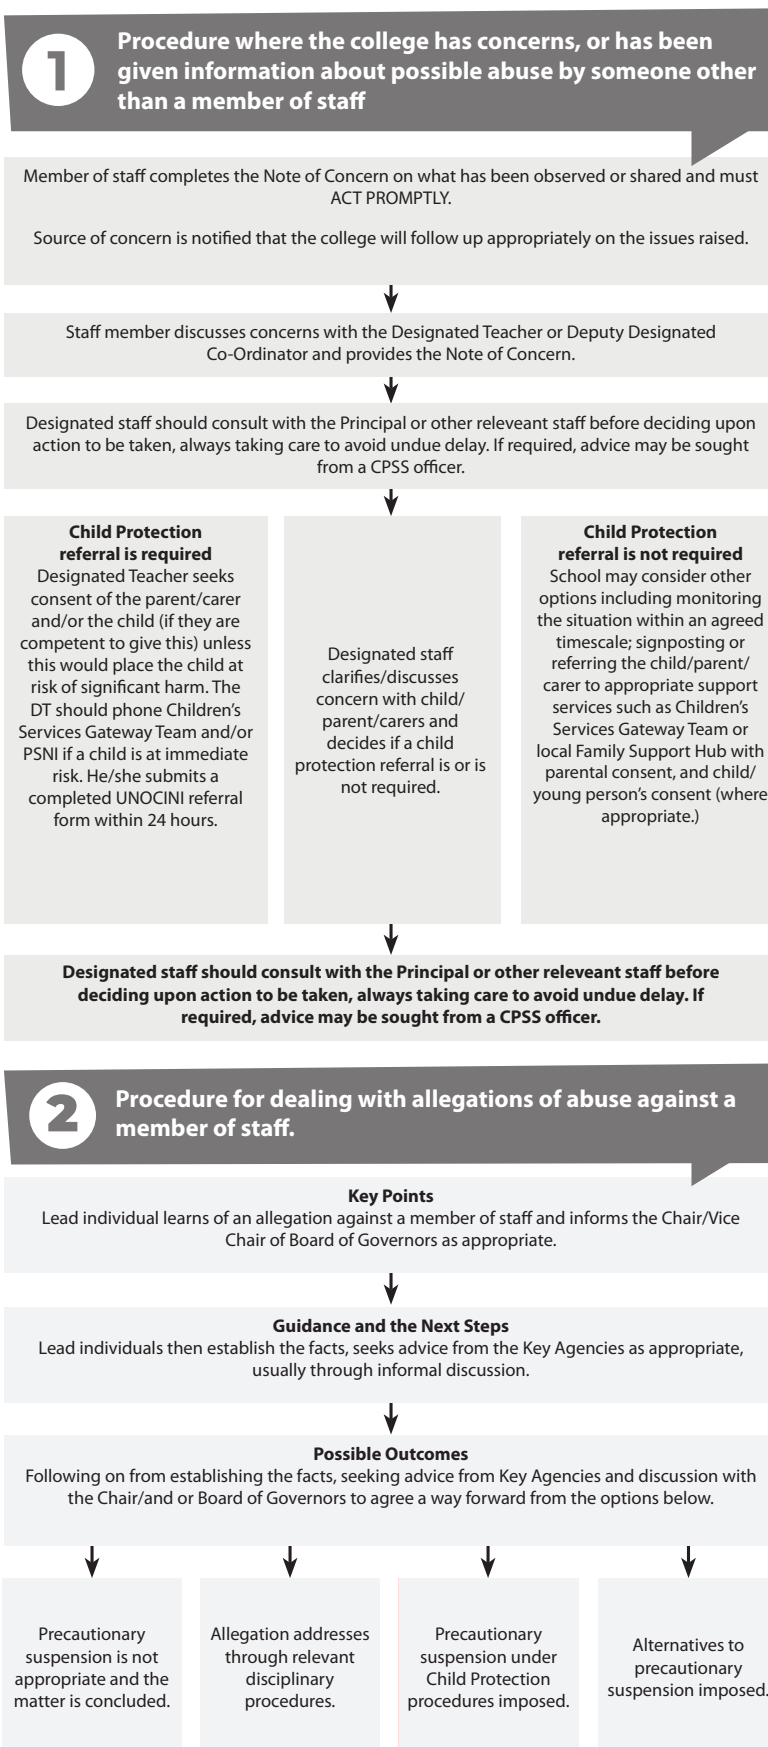 1
Procedure where the college has concerns, or has been
given information about possible abuse by someone other
than a member of staff
Member of staff completes the Note of Concern on what has been observed or shared and must
ACT PROMPTLY.
Source of concern is notified that the college will follow up appropriately on the issues raised.
Staff member discusses concerns with the Designated Teacher or Deputy Designated
Co-Ordinator and provides the Note of Concern.
Designated staff should consult with the Principal or other releveant staff before deciding upon
action to be taken, always taking care to avoid undue delay. If required, advice may be sought
from a CPSS officer.
Child Protection
referral is required
Designated Teacher seeks
consent of the parent/carer
and/or the child (if they are
competent to give this) unless
this would place the child at
risk of significant harm. The
DT should phone Children's
Services Gateway Team and/or
PSNI if a child is at immediate
risk. He/she submits a
completed UNOCINI referral
form within 24 hours.
Designated staff
clarifies/discusses
concern with child/
parent/carers and
decides if a child
protection referral is or is
not required.
Child Protection
referral is not required
School may consider other
options including monitoring
the situation within an agreed
timescale; signposting or
referring the child/parent/
carer to appropriate support
services such as Children's
Services Gateway Team or
local Family Support Hub with
parental consent, and child/
young person's consent (where
appropriate.)
Designated staff should consult with the Principal or other releveant staff before
deciding upon action to be taken, always taking care to avoid undue delay. If
required, advice may be sought from a CPSS officer.
2
Procedure for dealing with allegations of abuse against a
member of staff.
Key Points
Lead individual learns of an allegation against a member of staff and informs the Chair/Vice
Chair of Board of Governors as appropriate.
Guidance and the Next Steps
Lead individuals then establish the facts, seeks advice from the Key Agencies as appropriate,
usually through informal discussion.
Possible Outcomes
Following on from establishing the facts, seeking advice from Key Agencies and discussion with
the Chair/and or Board of Governors to agree a way forward from the options below.
Precautionary
suspension is not
appropriate and the
matter is concluded.
Allegation addresses
through relevant
disciplinary
procedures.
Precautionary
suspension under
Child Protection
procedures imposed.
Alternatives to
precautionary
suspension imposed.